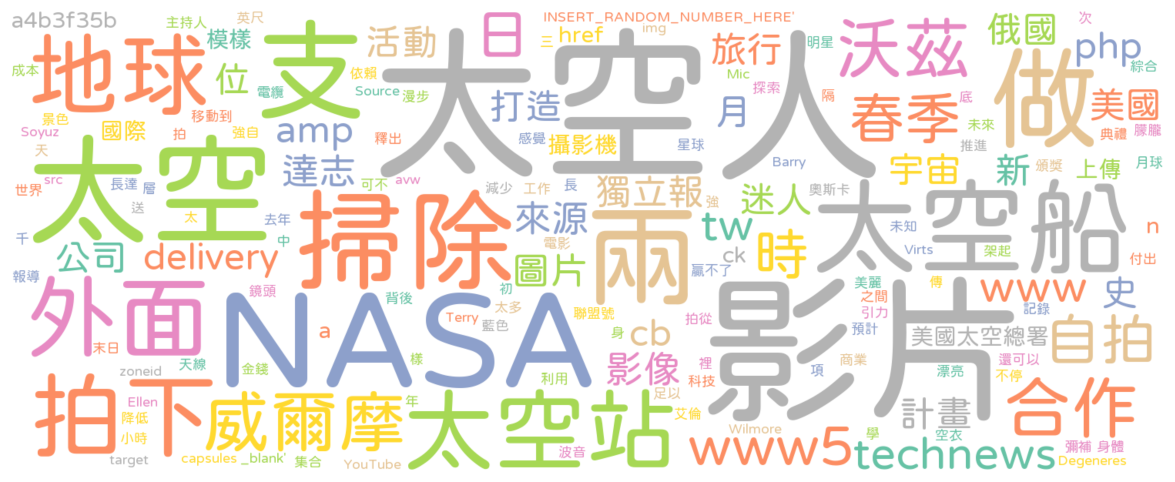 a4b3f35b
主持人
英尺
INSERT_RANDOM_NUMBER_HERE'
次
地球
模樣
支
活動
日
三
href
img
旅行
明星
沃茲
俄國
php
綜合
成本
位
電纜
依賴
Source
漫步
太空人
Mic
探索
隔
做
美國
景色
Soyuz
國際
移動到
拍
強自
amp
釋出
打造
感覺
攝影機
月
星球
春季
底
未來
典禮
朦朧
推進
天
太空
達志
Barry
宇宙
新
頒獎
上傳
月球
世界
src
長達
層
可不
avw
減少
工作
長
獨立報
強
迷人
奧斯卡
太空船
送
太
去年
掃除
來源
兩
tw
時
未知
n
千
公司
中
delivery
電影
ck
Virts
架起
付出
報導
圖片
贏不了
外面
鏡頭
背後
初
太多
聯盟號
美麗
之間
引力
傳
www
史
記錄
NASA
a
Terry
藍色
身
cb
拍從
預計
影片
美國太空總署
自拍
末日
天線
zoneid
金錢
樣
利用
影像
裡
科技
項
商業
還可以
漂亮
不停
拍下
Ellen
降低
小時
target
威爾摩
年
太空站
足以
艾倫
Wilmore
計畫
合作
capsules
_blank'
集合
YouTube
波音
www5
學
空衣
technews
彌補
身體
Degeneres